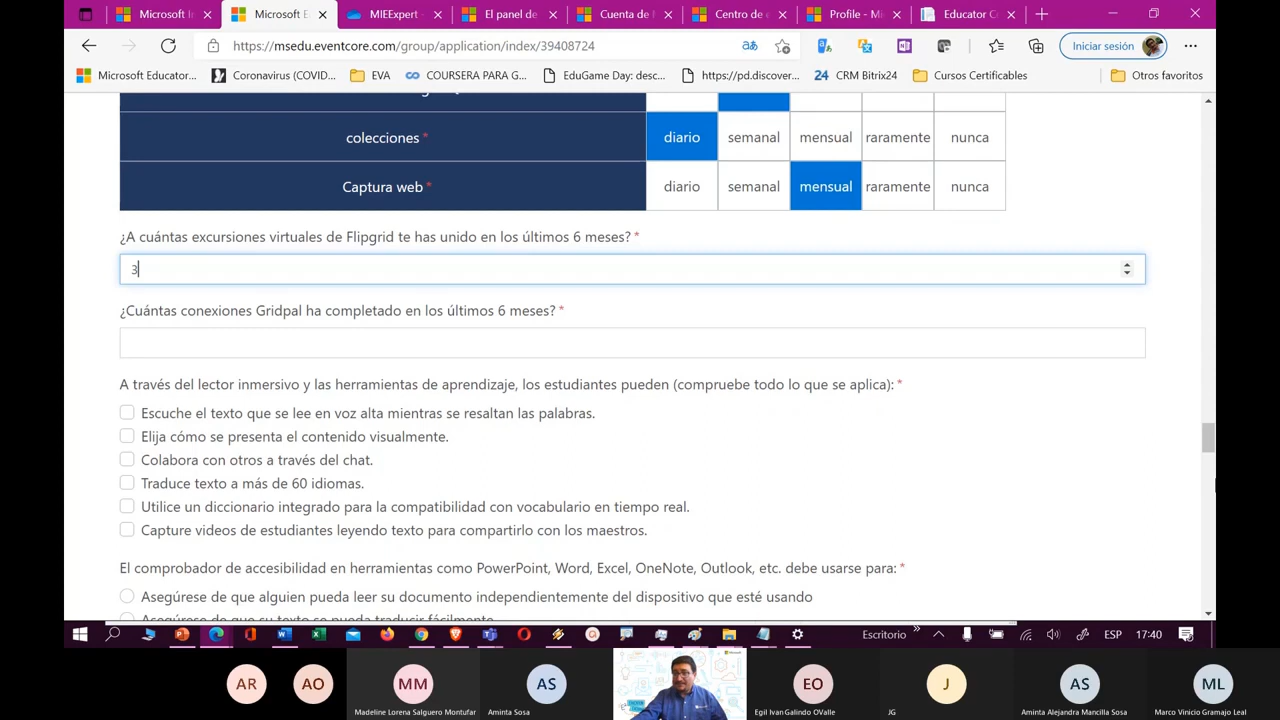 Microsoft I
Microsoft E
MIEExpert -
El panel de
Cuenta de
Centro de
Profile - Mi
Educator C
https://msedu.eventcore.com/group/application/index/39408724
Iniciar sesión
Microsoft Educator...
Coronavirus (COVID...
EVA
COURSERA PARA G...
EduGame Day: desc...
https://pd.discover...
24 CRM Bitrix24
Cursos Certificables
Otros favoritos
colecciones * diario semanal mensual raramente nunca
Captura web * diario semanal mensual raramente nunca
¿A cuántas excursiones virtuales de Flipgrid te has unido en los últimos 6 meses? *
3
¿Cuántas conexiones Gridpal ha completado en los últimos 6 meses? *
A través del lector inmersivo y las herramientas de aprendizaje, los estudiantes pueden (compruebe todo lo que se aplica): *
Escuche el texto que se lee en voz alta mientras se resaltan las palabras.
Elija cómo se presenta el contenido visualmente.
Colabora con otros a través del chat.
Traduce texto a más de 60 idiomas.
Utilice un diccionario integrado para la compatibilidad con vocabulario en tiempo real.
Capture videos de estudiantes leyendo texto para compartirlo con los maestros.
El comprobador de accesibilidad en herramientas como PowerPoint, Word, Excel, OneNote, Outlook, etc. debe usarse para: *
Asegúrese de que alguien pueda leer su documento independientemente del dispositivo que esté usando
Asegúrese de que su texto se pueda traducir fácilmente
Escritorio » ESP 17:40
AR AO MM AS EO J AS ML
Madeline Lorena Salguero Montufar
Aminta Sosa
Egil Ivan Galindo OValle
JG
Aminta Alejandra Mancilla Sosa
Marco Vinicio Gramajo Leal